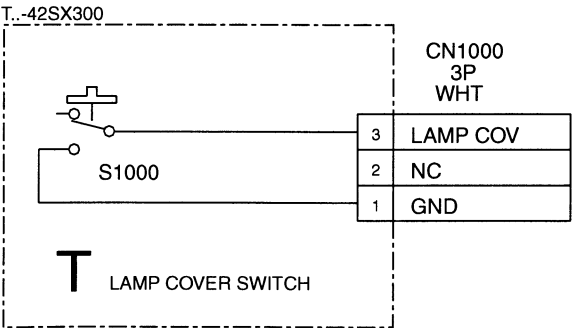 T..-42SX300
CN1000
3P
WHT
3 LAMP COV
2 NC
1 GND
S1000
T LAMP COVER SWITCH